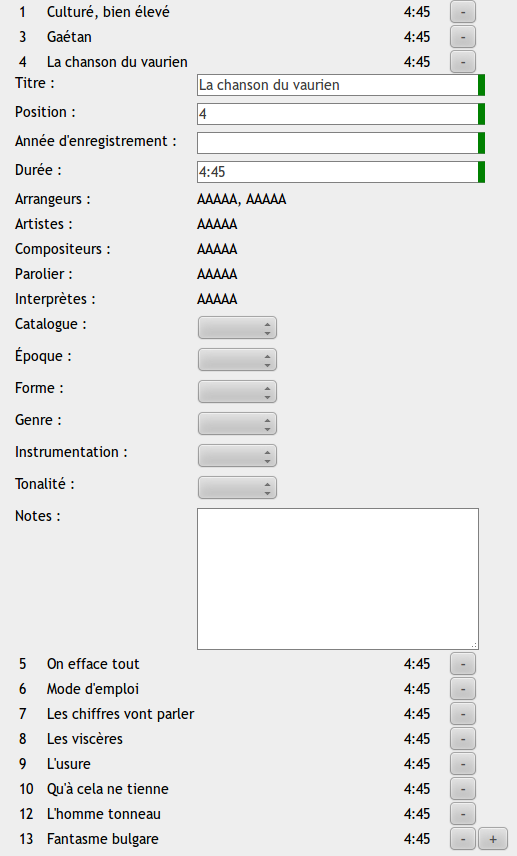 1 Culturé, bien élevé 4:45 -
3 Gaétan 4:45 -
4 La chanson du vaurien 4:45 -
Titre : La chanson du vaurien
Position : 4
Année d'enregistrement :
Durée : 4:45
Arrangeurs : AAAAA, AAAAA
Artistes : AAAAA
Compositeurs : AAAAA
Parolier : AAAAA
Interprètes : AAAAA
Catalogue :
Époque :
Forme :
Genre :
Instrumentation :
Tonalité :
Notes :
5 On efface tout 4:45 -
6 Mode d'emploi 4:45 -
7 Les chiffres vont parler 4:45 -
8 Les viscères 4:45 -
9 L'usure 4:45 -
10 Qu'à cela ne tienne 4:45 -
12 L'homme tonneau 4:45 -
13 Fantasme bulgare 4:45 - +